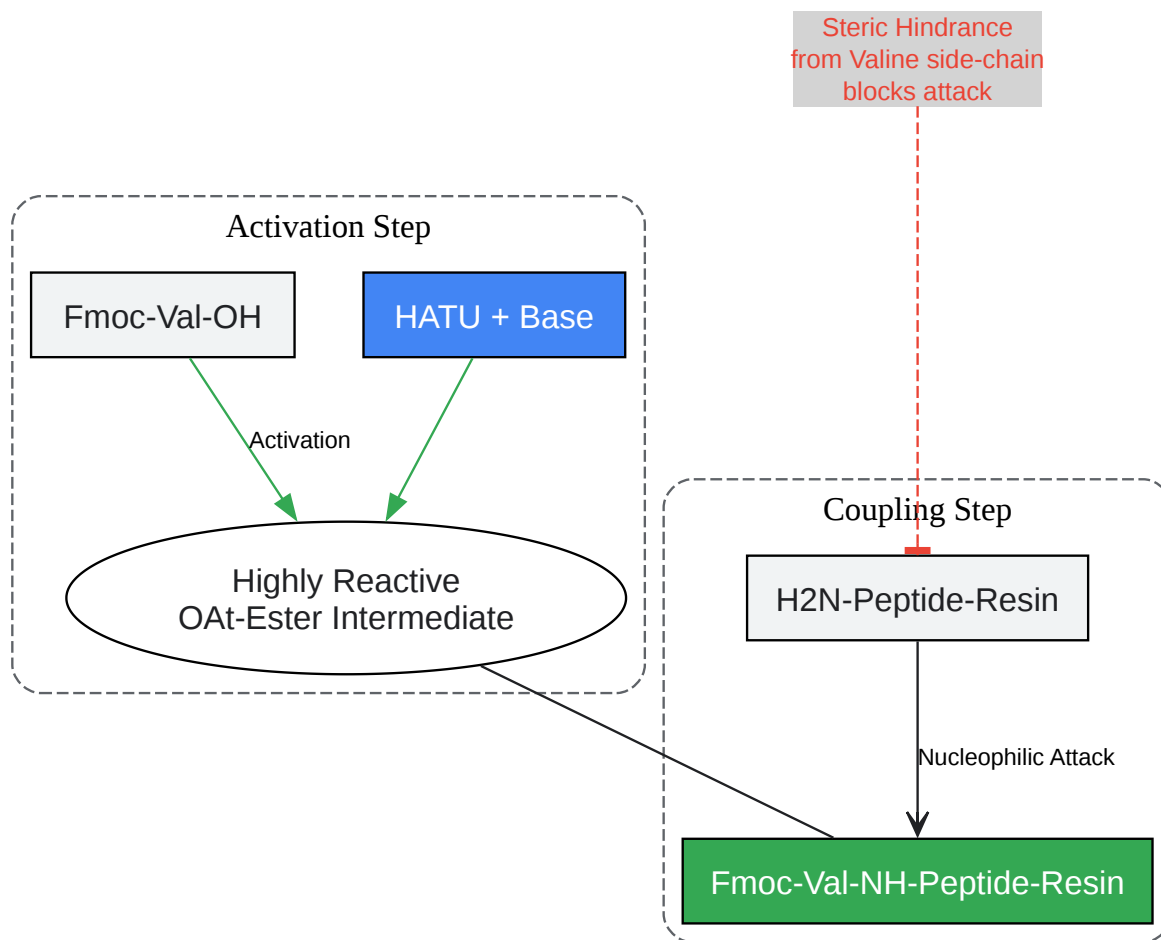 Steric Hindrance
from Valine side-chain
blocks attack
Activation Step
Fmoc-Val-OH
HATU + Base
Activation
Highly Reactive
OAt-Ester Intermediate
Coupling Step
H2N-Peptide-Resin
Nucleophilic Attack
Fmoc-Val-NH-Peptide-Resin